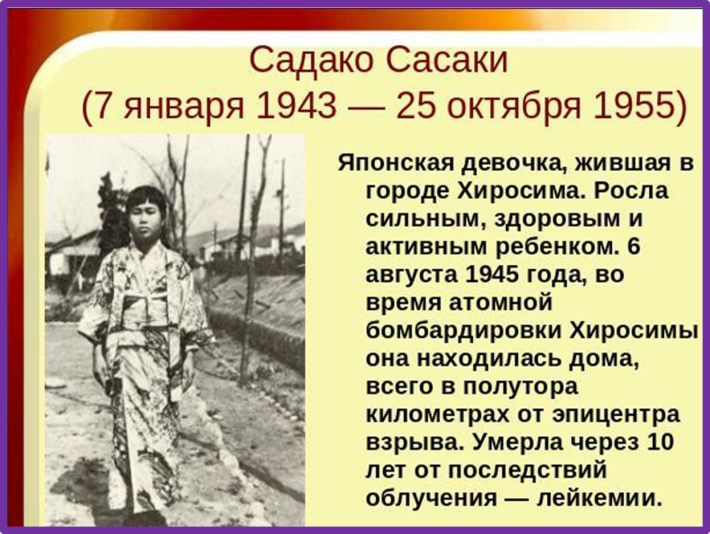 Садако Сасаки
(7 января 1943 — 25 октября 1955)
Японская девочка, жившая в
городе Хиросима. Росла
сильным, здоровым и
активным ребенком. 6
августа 1945 года, во
время атомной
бомбардировки Хиросимы
она находилась дома,
всего в полутора
километрах от эпицентра
взрыва. Умерла через 10
лет от последствий
облучения — лейкемии.